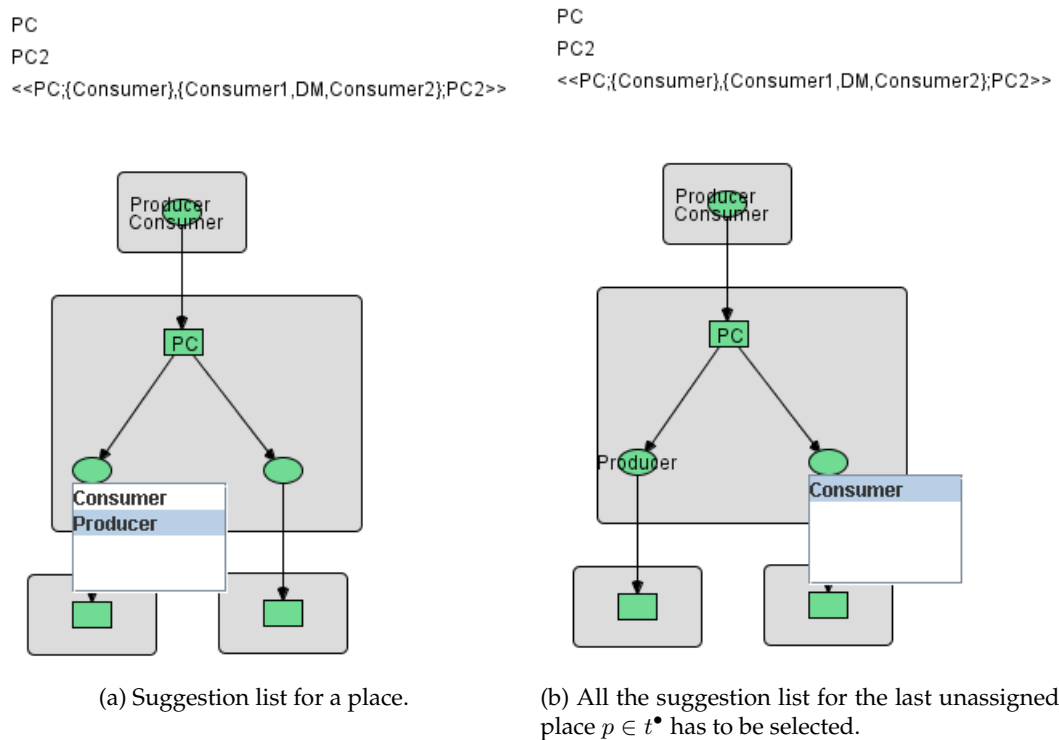 PC
PC2
<<PC;{Consumer},{Consumer1,DM,Consumer2};PC2>>
Producer
Consumer
PC
Consumer
Producer
(a) Suggestion list for a place.
PC
PC2
<<PC;{Consumer},{Consumer1,DM,Consumer2};PC2>>
Producer
Consumer
PC
Producer
Consumer
(b) All the suggestion list for the last unassigned
place p ∈ t• has to be selected.